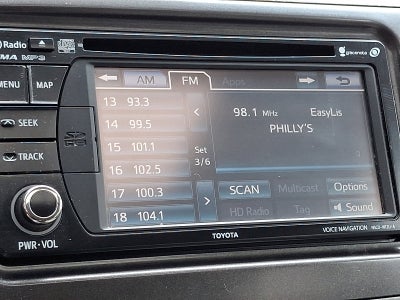 Radio
gracenote
MA MP3
MENU
MAP
SEEK
TRACK
PWR•VOL
AM
FM
Apps
13 93.3
14 99.5
15 101.1
16 102.5
17 100.3
18 104.1
Set
3/6
98.1 MHz EasyLis
PHILLY'S
SCAN
Multicast
Options
HD Radio
Tag
Sound
TOYOTA
VOICE NAVIGATION